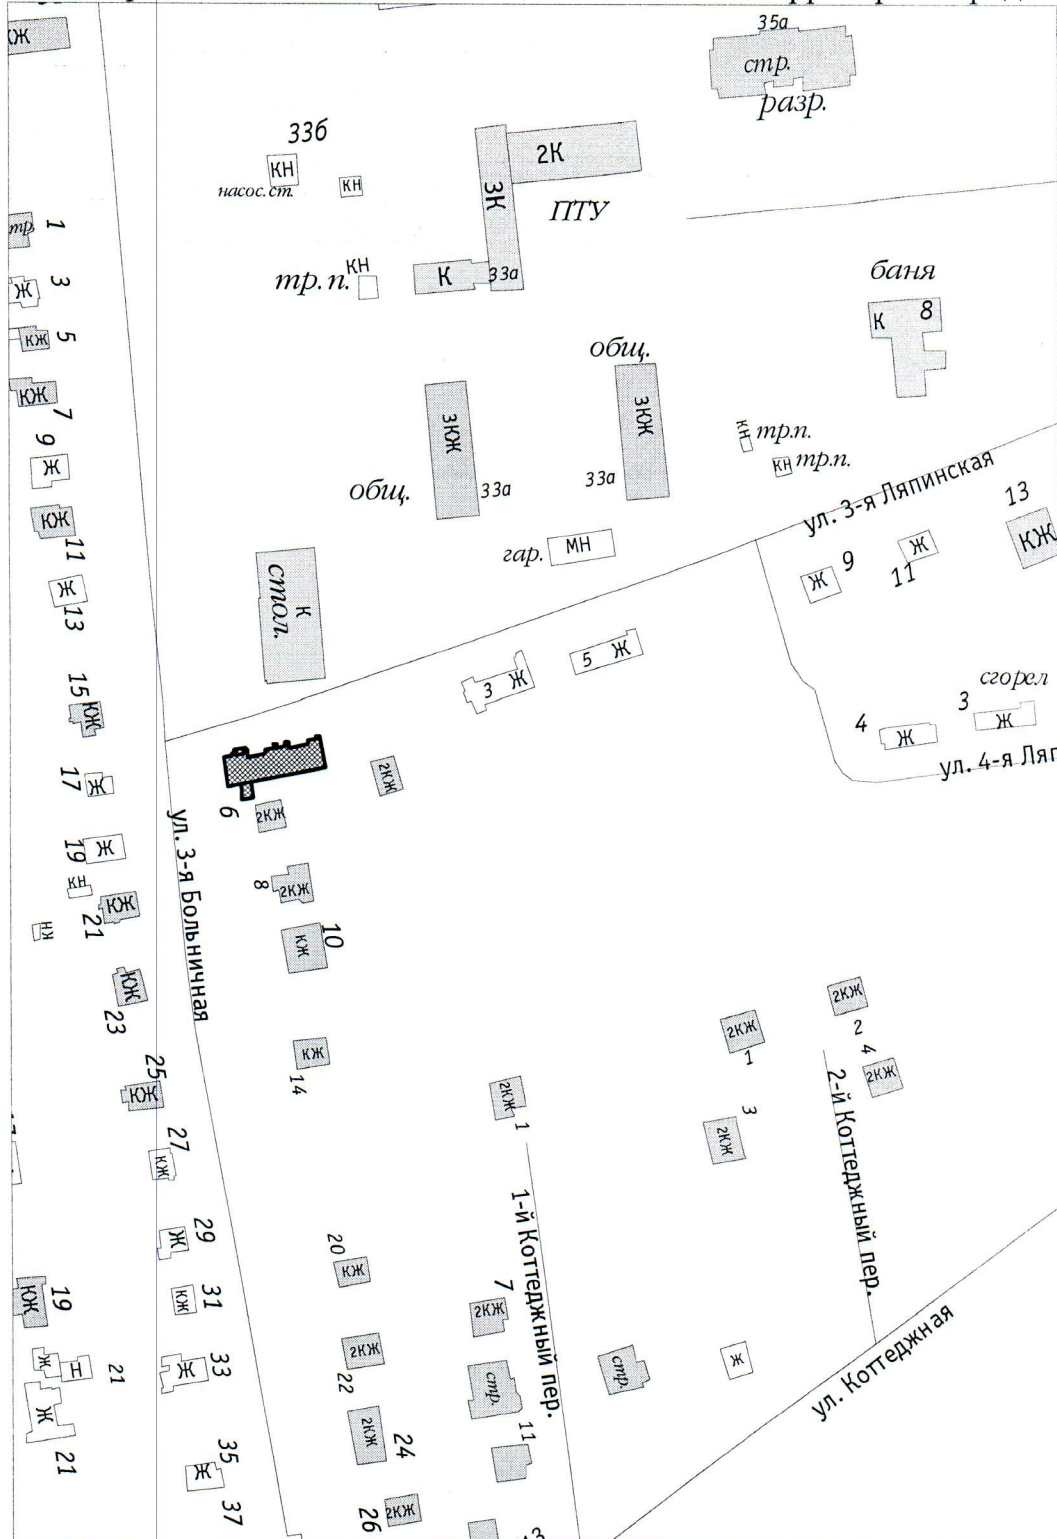 КЖ
35а
стр.
разр.
33б
КН
насос.ст.
КН
2К
3К
ПТУ
тр.п.
КН
К
33а
баня
К
8
общ.
3КЖ
33а
3КЖ
33а
общ.
КН
тр.п.
КН
тр.п.
ул. 3-я Ляпинская
гар.
МН
9
Ж
11
Ж
13
КЖ
К
стол.
3
Ж
5
Ж
4
Ж
3
Ж
сгорел
6
2КЖ
2КЖ
8
2КЖ
10
КЖ
14
КЖ
1
3
Ж
5
КЖ
7
КЖ
9
Ж
11
КЖ
13
Ж
15
КЖ
17
Ж
19
Ж
КН
21
КЖ
КН
23
КЖ
25
КЖ
27
КЖ
29
Ж
31
КЖ
33
Ж
35
Ж
37
19
КЖ
Ж
Н
21
Ж
21
ул. 3-я Больничная
2КЖ
1
1-й Коттеджный пер.
20
КЖ
22
2КЖ
24
2КЖ
26
2КЖ
7
2КЖ
стр.
11
стр.
Ж
2КЖ
1
2КЖ
3
2КЖ
2
4
2КЖ
2-й Коттеджный пер.
ул. Коттеджная